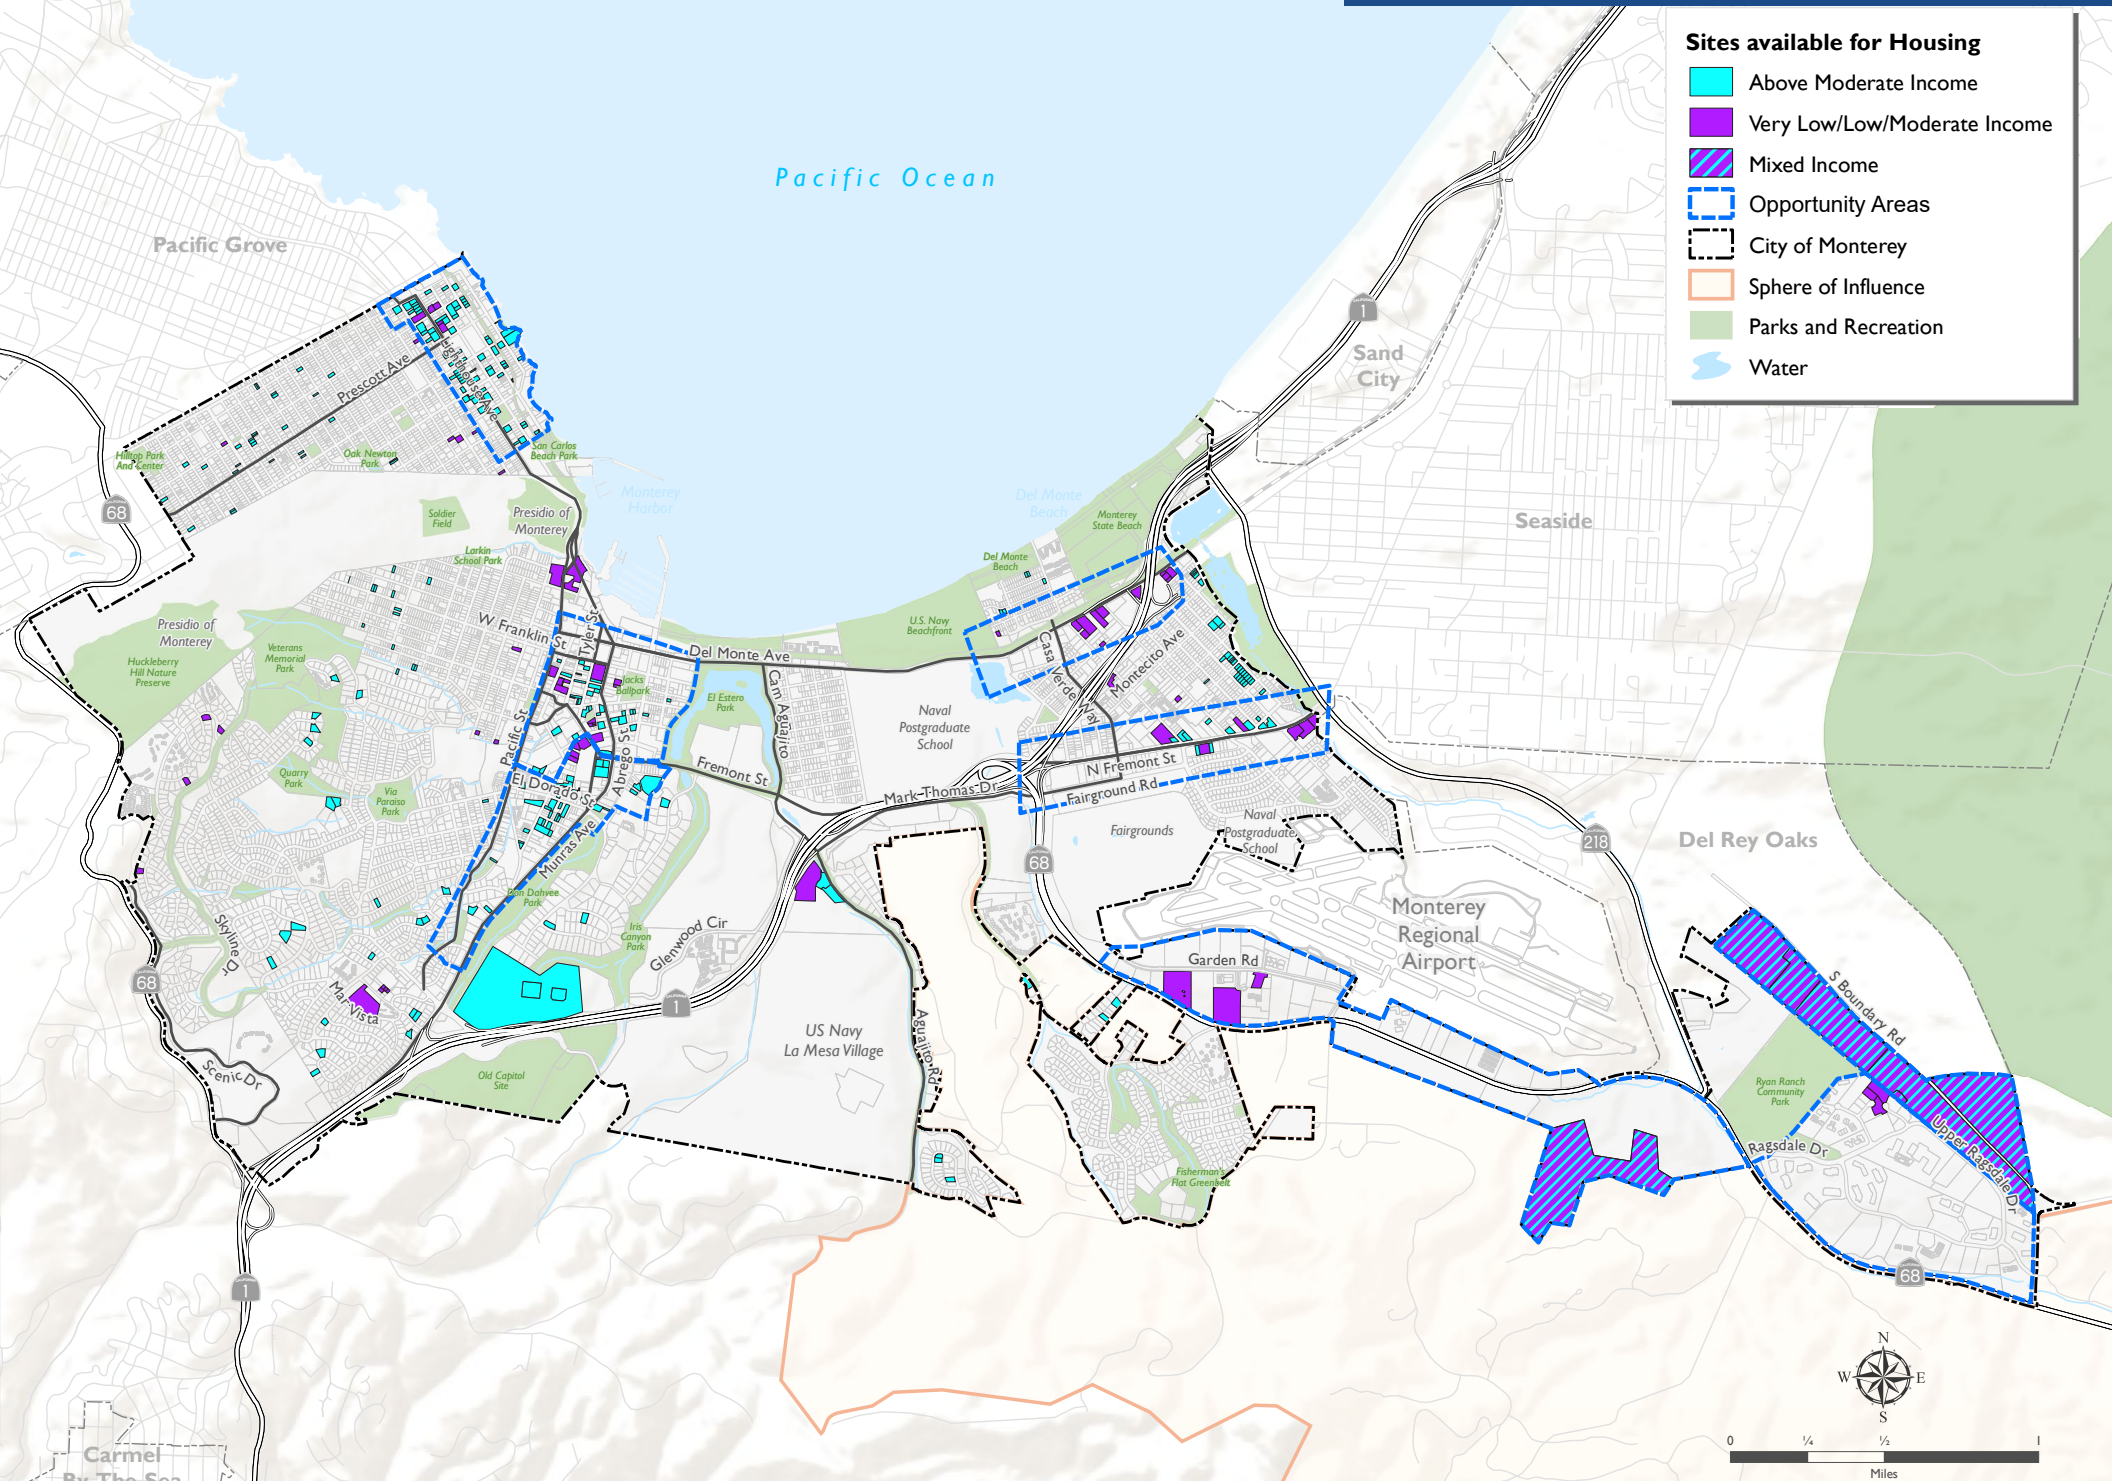 Sites available for Housing
Above Moderate Income
Very Low/Low/Moderate Income
Mixed Income
Opportunity Areas
City of Monterey
Sphere of Influence
Parks and Recreation
Water
Pacific Ocean
Pacific Grove
1
Sand
City
Prescott Ave
Lighthouse Ave
San Carlos
Beach Park
Hilltop Park
And Center
Oak Newton
Park
68
Soldier
Field
Presidio of
Monterey
Monterey
Harbor
Del Monte
Beach
Monterey
State Beach
Seaside
Larkin
School Park
Del Monte
Beach
Presidio of
Monterey
W Franklin St
Tyler St
U.S. Navy
Beachfront
Huckleberry
Hill Nature
Preserve
Veterans
Memorial
Park
Del Monte Ave
Casa Verde Way
Montecito Ave
Jacks
Ballpark
El Estero
Park
Cam Aguajito
Naval
Postgraduate
School
Pacific St
Abrego St
Quarry
Park
Via
Paraiso
Park
El Dorado St
Fremont St
Mark Thomas Dr
N Fremont St
Fairground Rd
Fairgrounds
Naval
Postgraduate
School
218
Del Rey Oaks
Munras Ave
68
Don Dahvee
Park
Iris
Canyon
Park
Glenwood Cir
Skyline Dr
Monterey
Regional
Airport
Garden Rd
68
Mar Vista
1
US Navy
La Mesa Village
Aguajito Rd
S Boundary Rd
Scenic Dr
Old Capitol
Site
Ryan Ranch
Community
Park
Ragsdale Dr
Upper Ragsdale Dr
Fisherman's
Flat Greenbelt
1
68
N
W E
S
Carmel
By The Sea
0 ¼ ½ 1
Miles